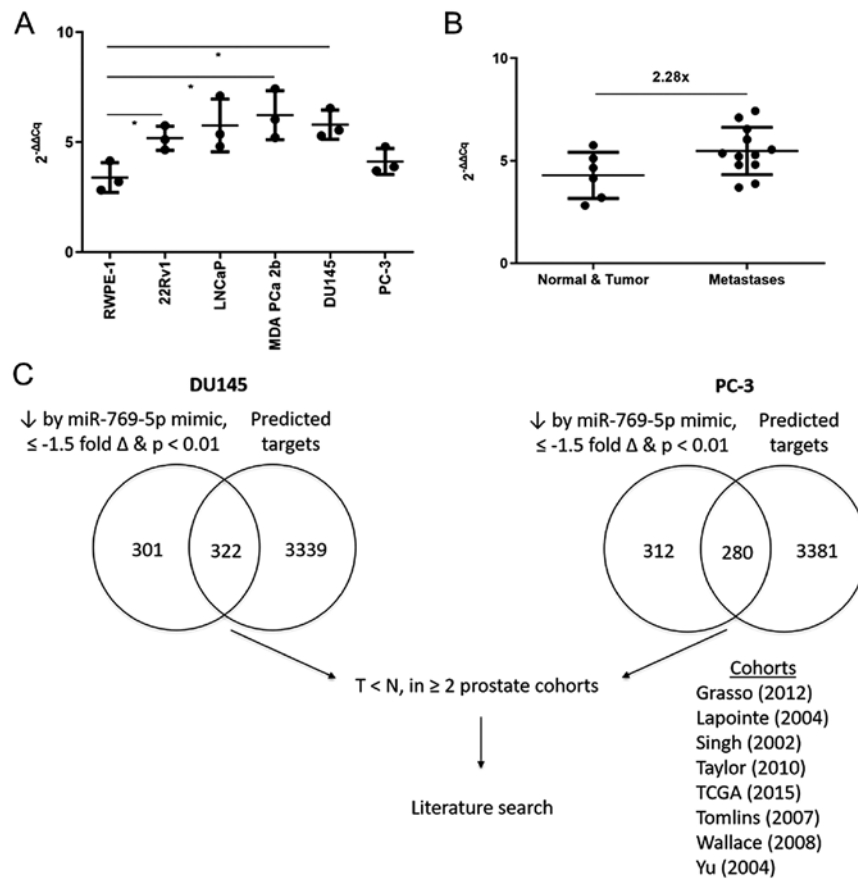 A
10
5
0
2^-ΔΔCq
*
*
*
RWPE-1
22Rv1
LNCaP
MDA PCa 2b
DU145
PC-3
B
10
5
0
2^-ΔΔCq
2.28x
Normal & Tumor
Metastases
C
DU145
↓ by miR-769-5p mimic,
≤ -1.5 fold Δ & p < 0.01
Predicted
targets
301
322
3339
PC-3
↓ by miR-769-5p mimic,
≤ -1.5 fold Δ & p < 0.01
Predicted
targets
312
280
3381
T < N, in ≥ 2 prostate cohorts
Literature search
Cohorts
Grasso (2012)
Lapointe (2004)
Singh (2002)
Taylor (2010)
TCGA (2015)
Tomlins (2007)
Wallace (2008)
Yu (2004)